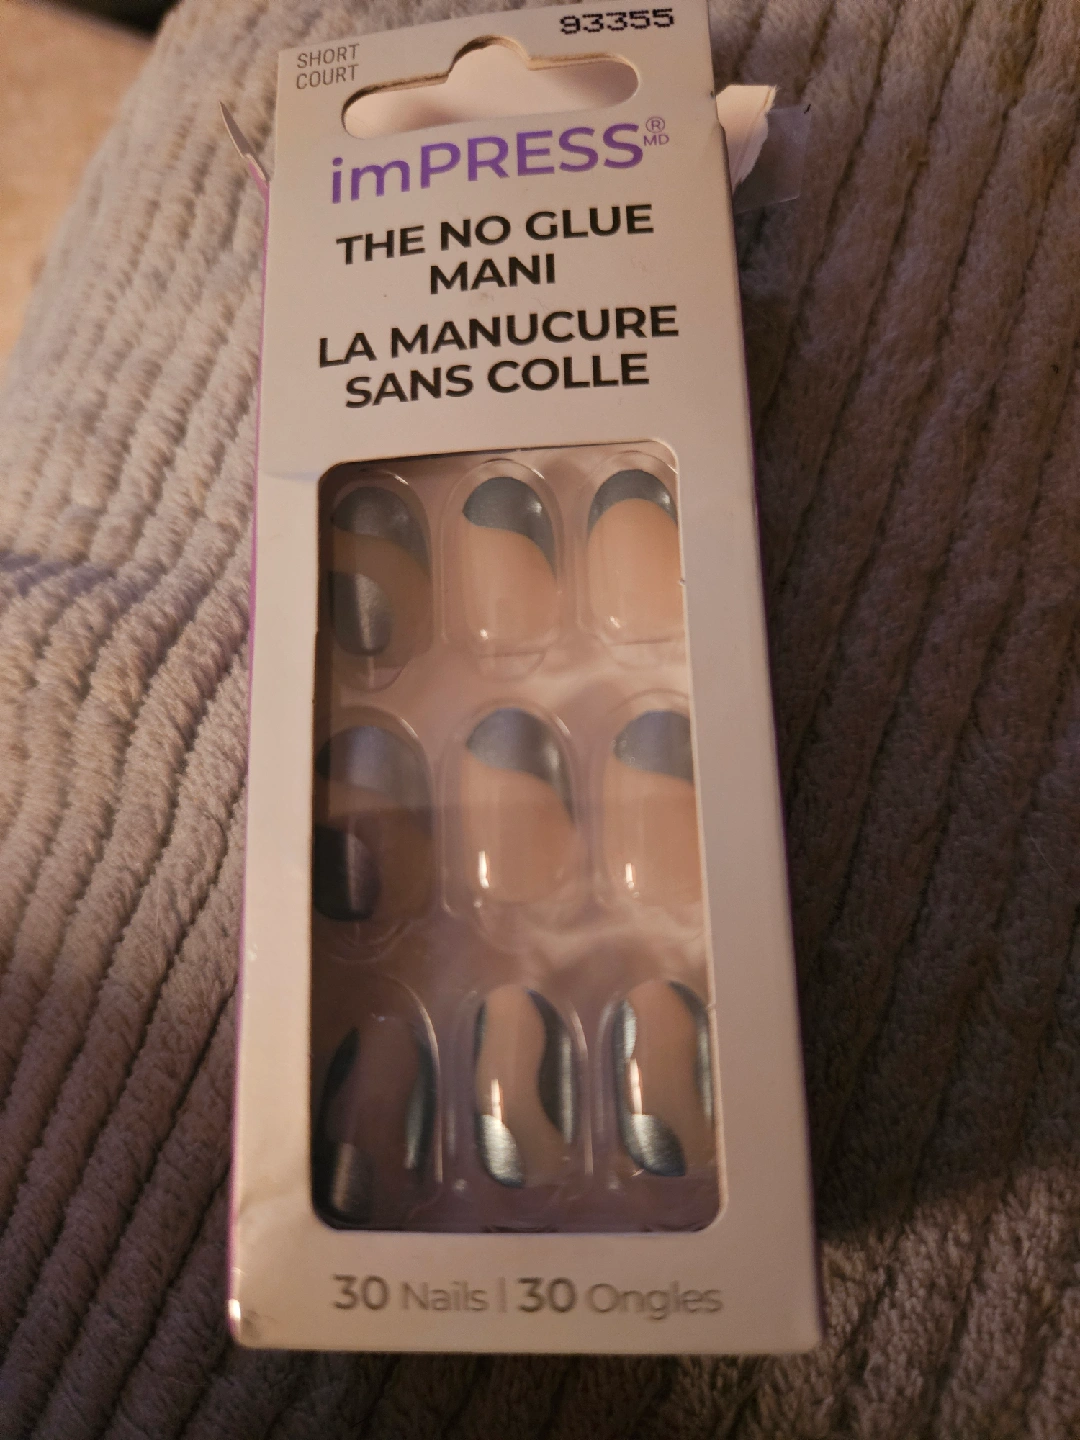 SHORT
COURT
93355
imPRESS® MD
THE NO GLUE
MANI
LA MANUCURE
SANS COLLE
30 Nails | 30 Ongles